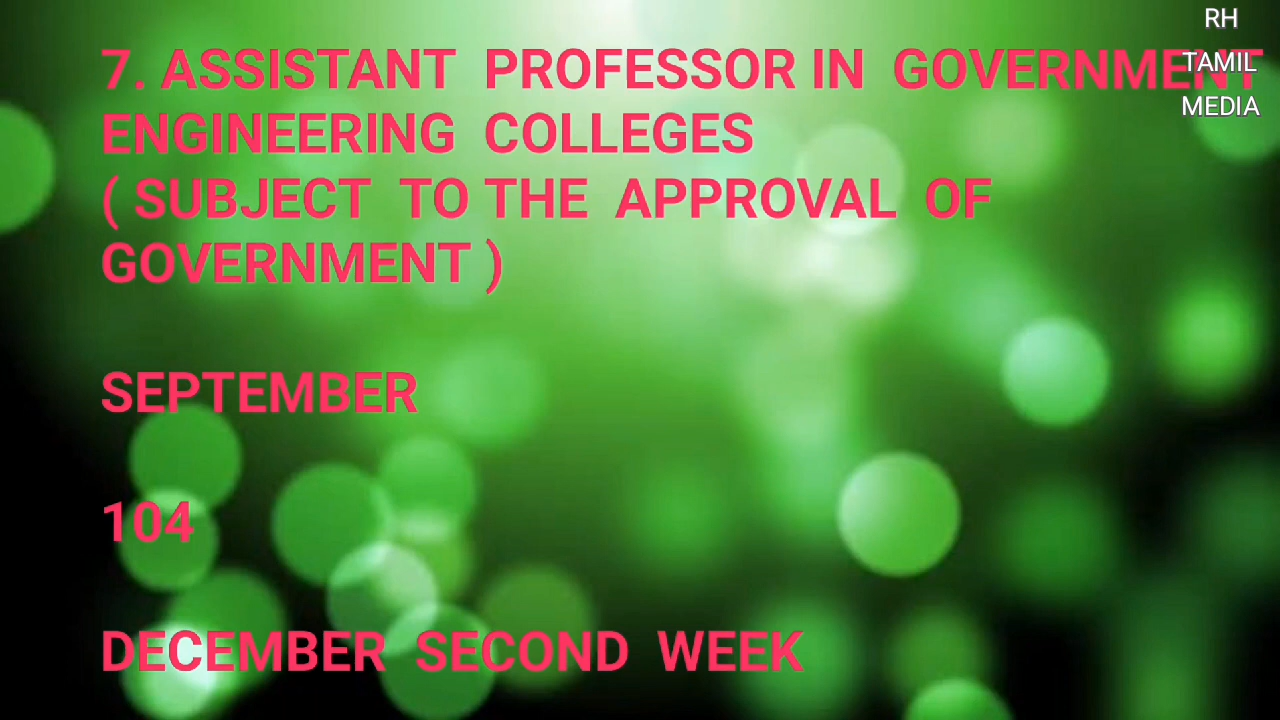 7. ASSISTANT PROFESSOR IN GOVERNMENT
ENGINEERING COLLEGES
( SUBJECT TO THE APPROVAL OF
GOVERNMENT )
SEPTEMBER
104
DECEMBER SECOND WEEK
RH
TAMIL
MEDIA